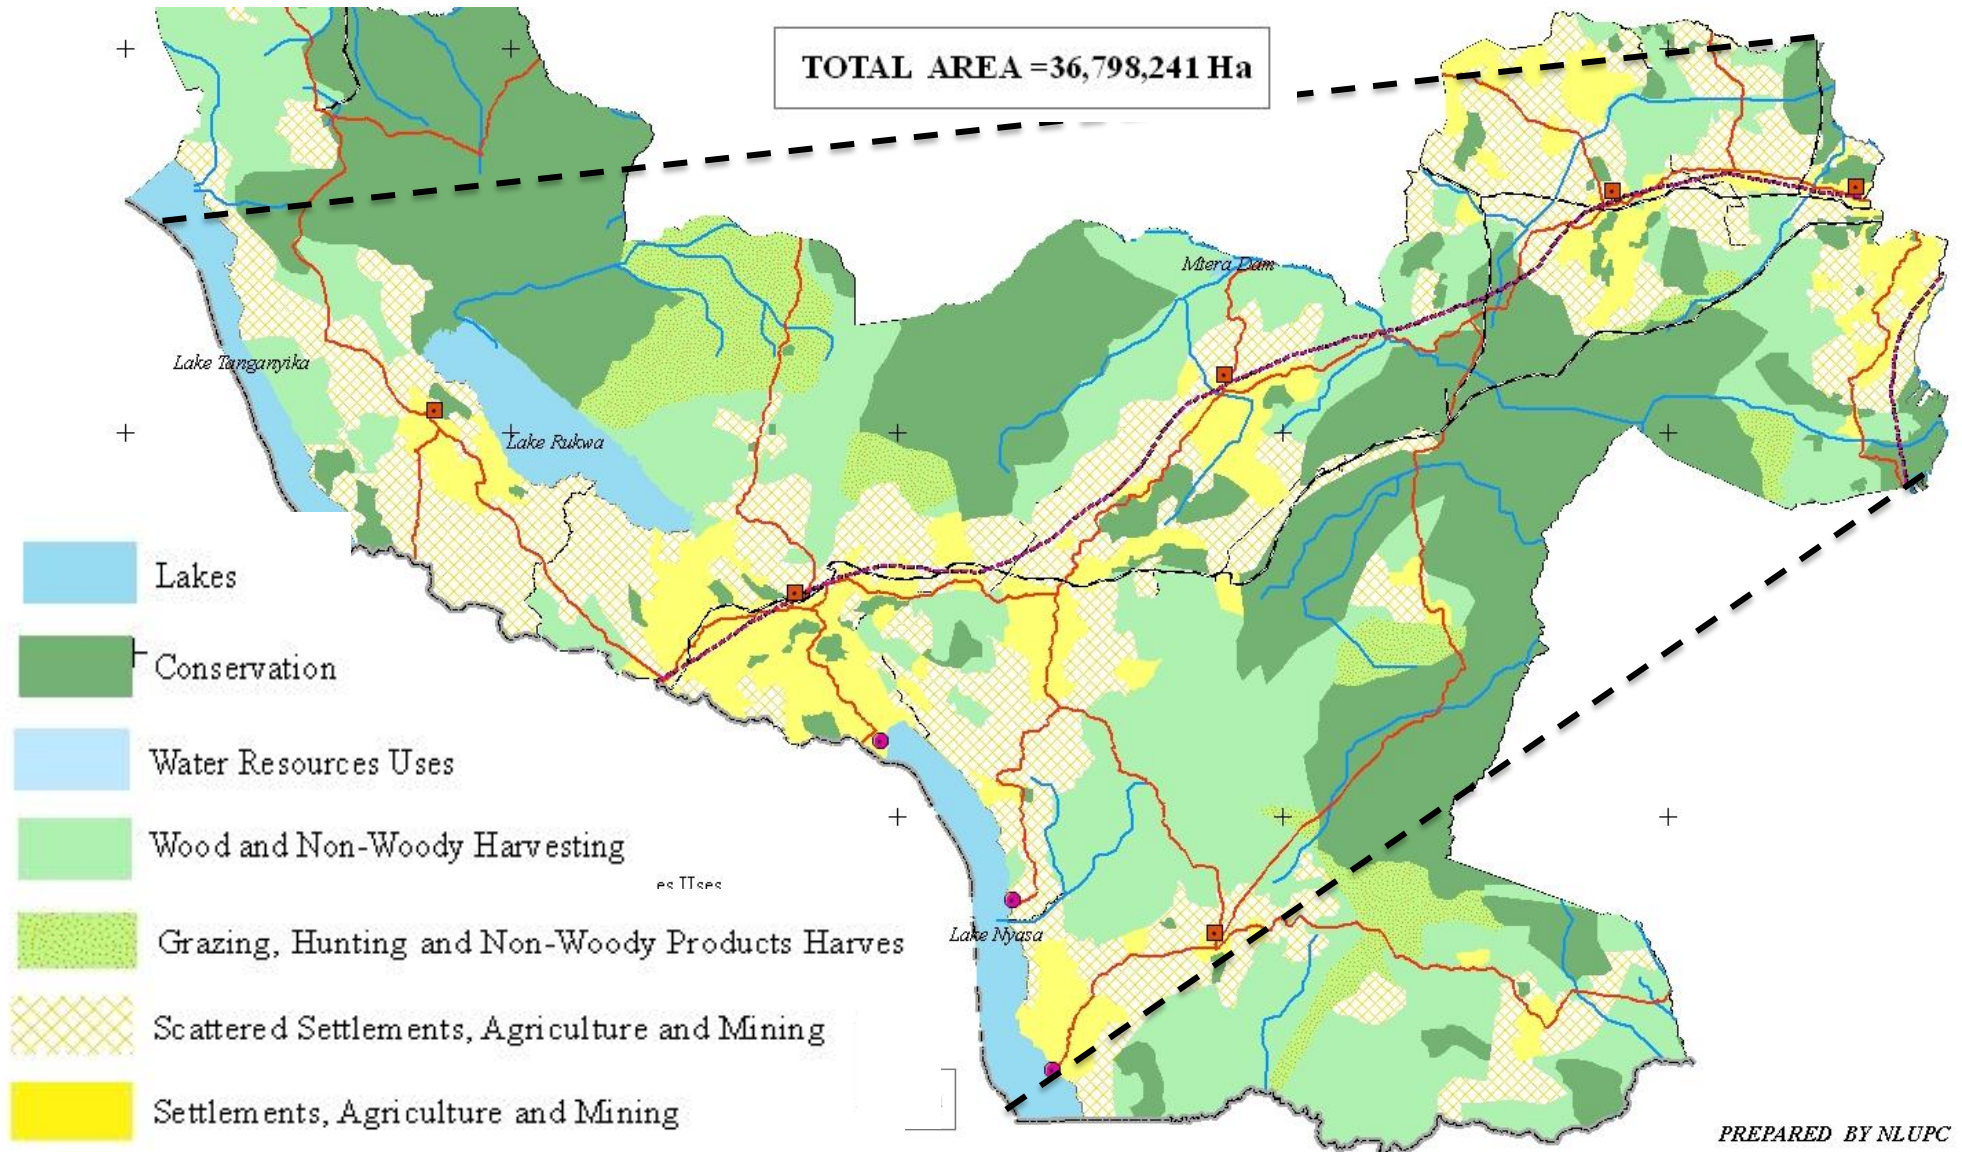 TOTAL AREA =36,798,241 Ha
Mtera Dam
Lake Tanganyika
Lake Rukwa
Lakes
Conservation
Water Resources Uses
Wood and Non-Woody Harvesting
es Uses
Grazing, Hunting and Non-Woody Products Harves
Lake Nyasa
Scattered Settlements, Agriculture and Mining
Settlements, Agriculture and Mining
PREPARED BY NLUPC